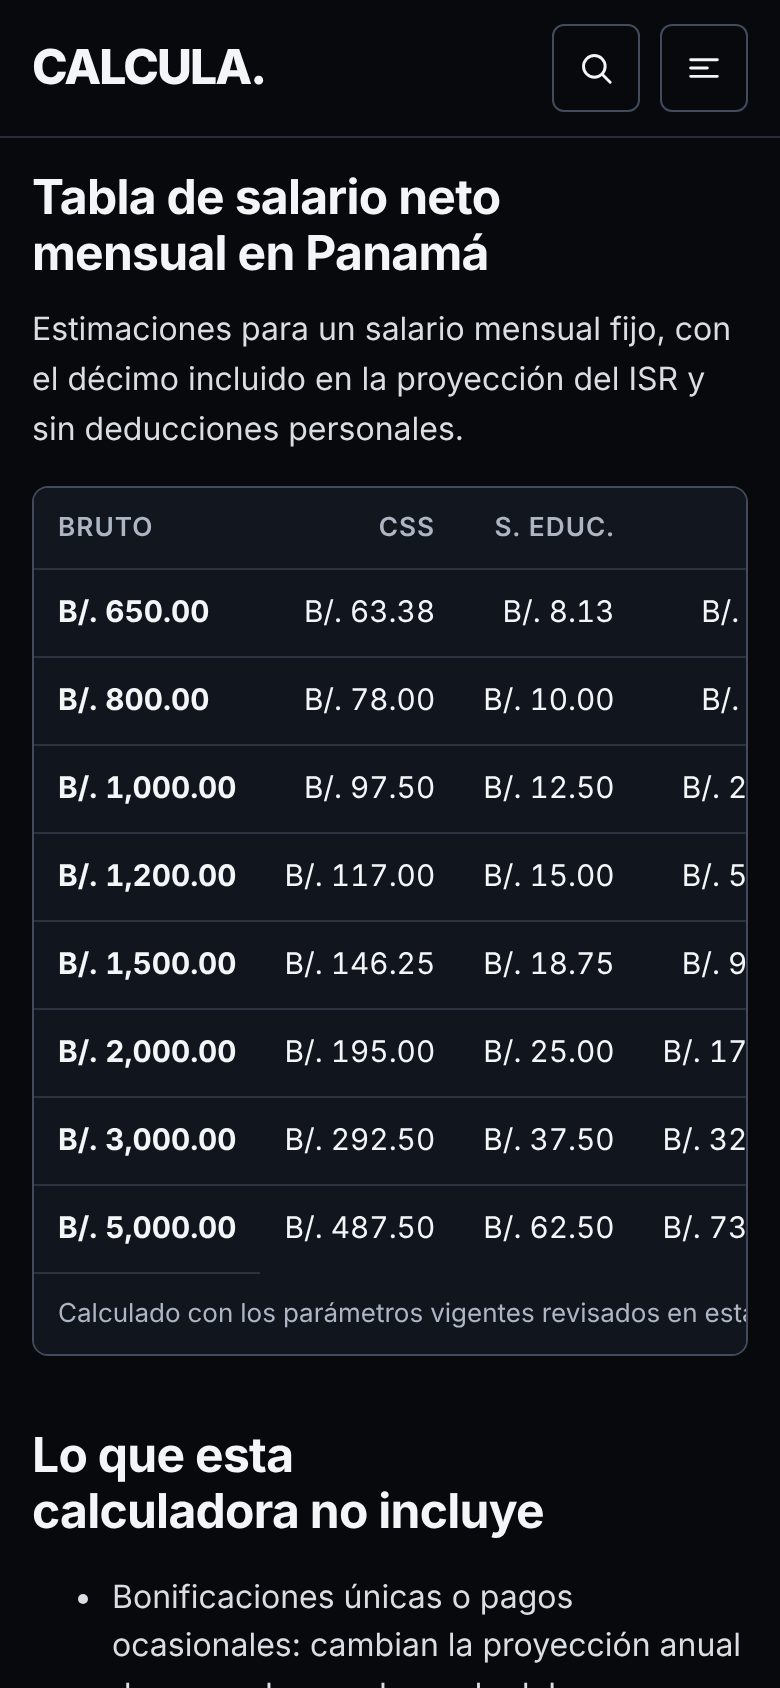 CALCULA.
Tabla de salario neto
mensual en Panamá
Estimaciones para un salario mensual fijo, con
el décimo incluido en la proyección del ISR y
sin deducciones personales.
BRUTO CSS S. EDUC.
B/. 650.00 B/. 63.38 B/. 8.13 B/.
B/. 800.00 B/. 78.00 B/. 10.00 B/.
B/. 1,000.00 B/. 97.50 B/. 12.50 B/. 2
B/. 1,200.00 B/. 117.00 B/. 15.00 B/. 5
B/. 1,500.00 B/. 146.25 B/. 18.75 B/. 9
B/. 2,000.00 B/. 195.00 B/. 25.00 B/. 17
B/. 3,000.00 B/. 292.50 B/. 37.50 B/. 32
B/. 5,000.00 B/. 487.50 B/. 62.50 B/. 73
Calculado con los parámetros vigentes revisados en
Lo que esta
calculadora no incluye
• Bonificaciones únicas o pagos
ocasionales: cambian la proyección anual